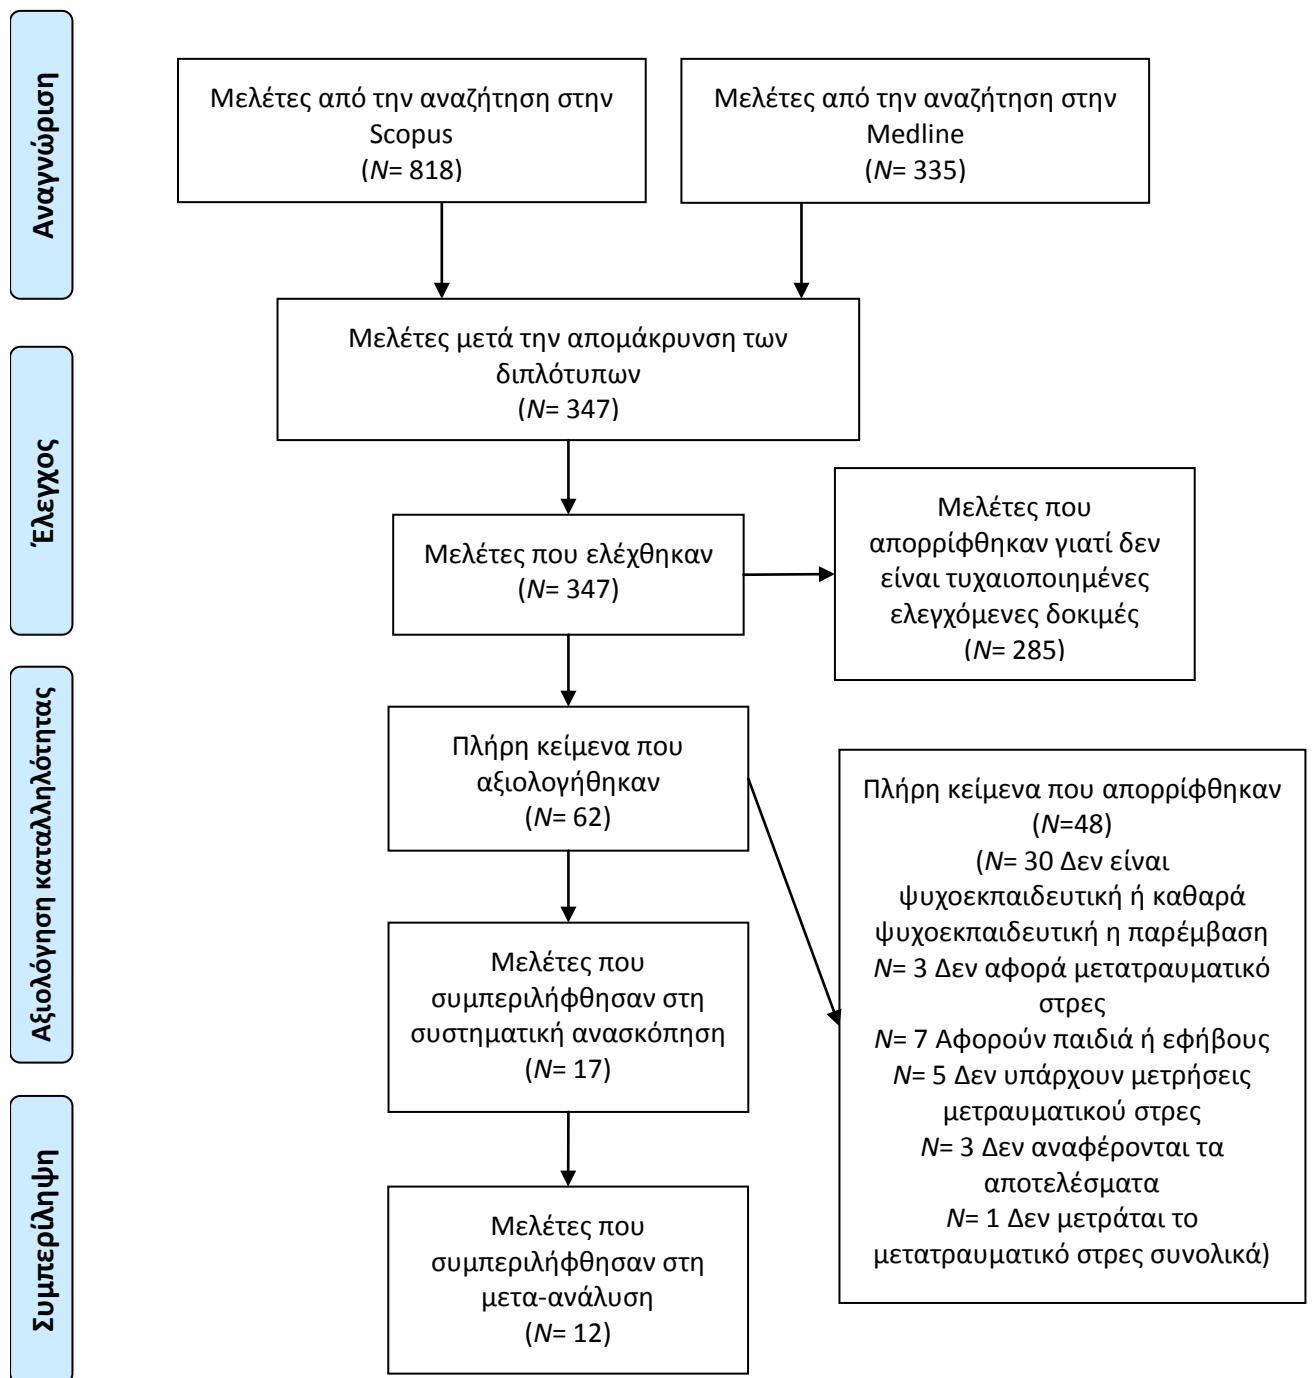 Αναγνώριση
Μελέτες από την αναζήτηση στην
Scopus
(N= 818)
Μελέτες από την αναζήτηση στην
Medline
(N= 335)
Μελέτες μετά την απομάκρυνση των
διπλότυπων
(N= 347)
Έλεγχος
Μελέτες που ελέχθηκαν
(N= 347)
Μελέτες που
απορρίφθηκαν γιατί δεν
είναι τυχαιοποιημένες
ελεγχόμενες δοκιμές
(N= 285)
Αξιολόγηση καταλληλότητας
Πλήρη κείμενα που
αξιολογήθηκαν
(N= 62)
Πλήρη κείμενα που απορρίφθηκαν
(N=48)
(N= 30 Δεν είναι
ψυχοεκπαιδευτική ή καθαρά
ψυχοεκπαιδευτική η παρέμβαση
N= 3 Δεν αφορά μετατραυματικό
στρες
N= 7 Αφορούν παιδιά ή εφήβους
N= 5 Δεν υπάρχουν μετρήσεις
μετραυματικού στρες
N= 3 Δεν αναφέρονται τα
αποτελέσματα
N= 1 Δεν μετράται το
μετατραυματικό στρες συνολικά)
Μελέτες που
συμπεριλήφθησαν στη
συστηματική ανασκόπηση
(N= 17)
Συμπερίληψη
Μελέτες που
συμπεριλήφθησαν στη
μετα-ανάλυση
(N= 12)